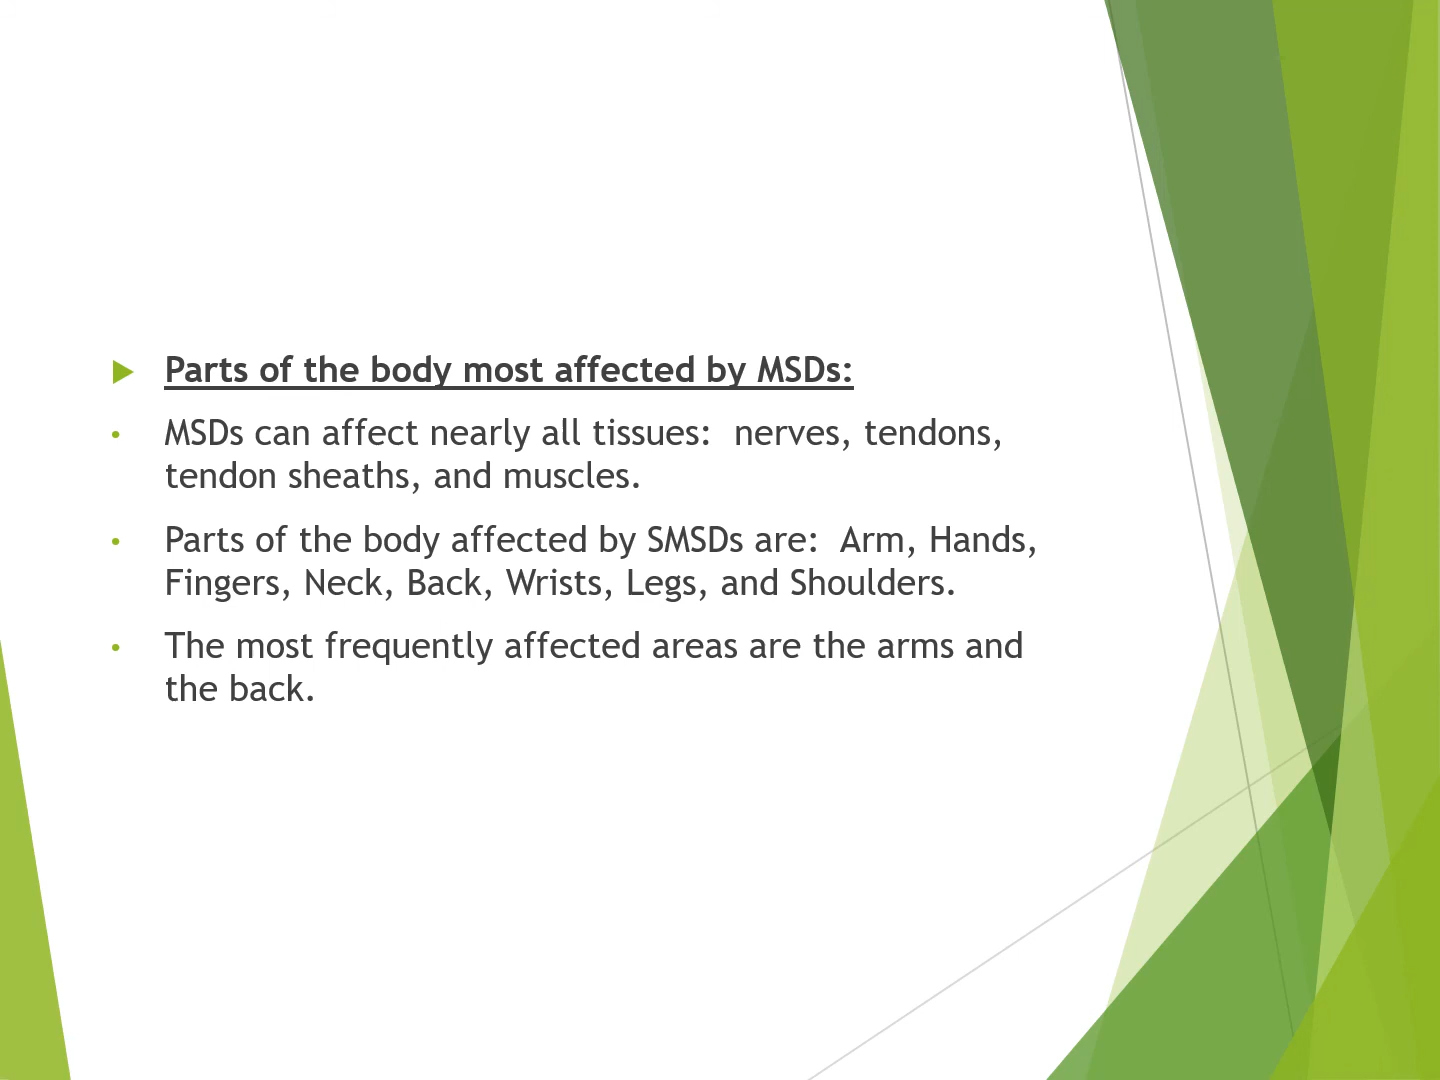 Parts of the body most affected by MSDs:
MSDs can affect nearly all tissues:  nerves, tendons,
tendon sheaths, and muscles.
Parts of the body affected by SMSDs are:  Arm, Hands,
Fingers, Neck, Back, Wrists, Legs, and Shoulders.
The most frequently affected areas are the arms and
the back.